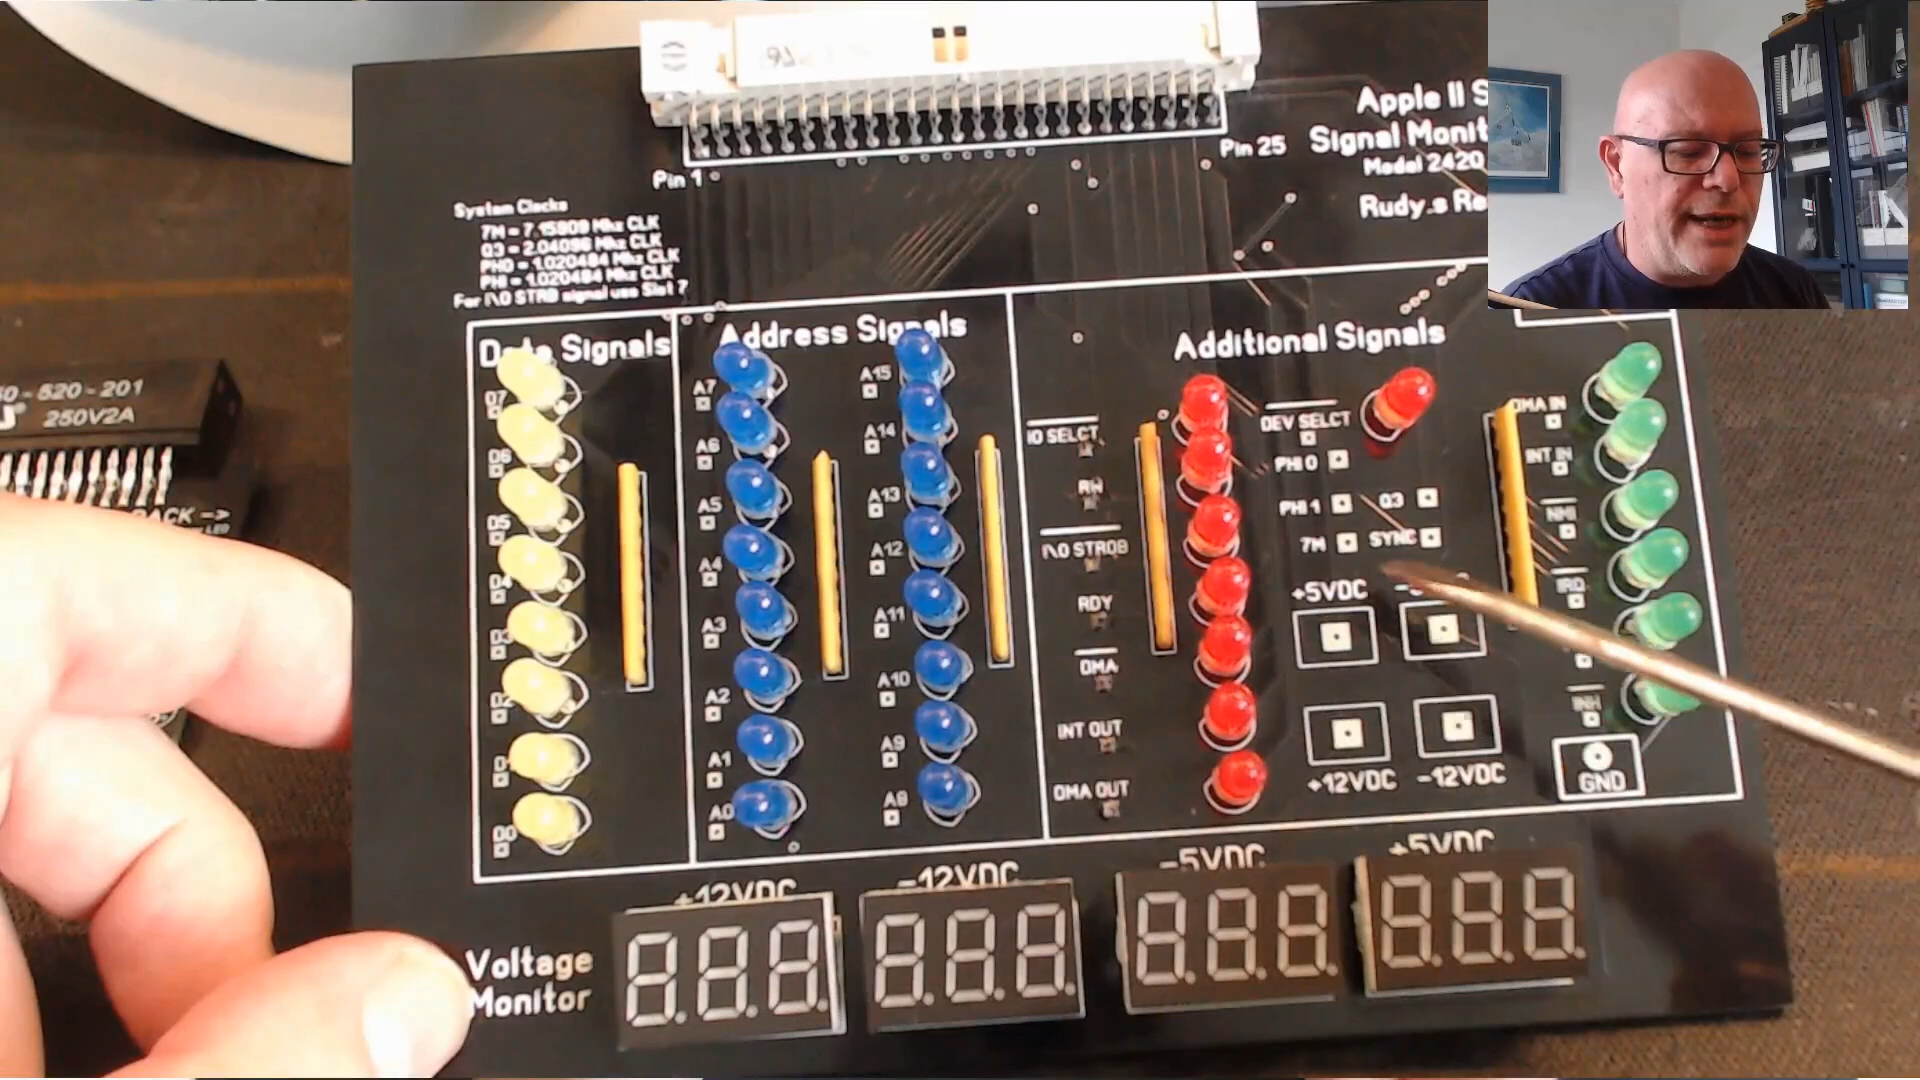 Apple II S
Signal Monit
Model 2420
Rudy.s Re
Pin 1
Pin 25
System Clocks
7M = 7.15909 Mhz CLK
Q3 = 2.04096 Mhz CLK
PH0 = 1.020484 Mhz CLK
PHI = 1.020484 Mhz CLK
For I\O STRB signal use Slot 7
0-520-201
250V2A
Data Signals
Address Signals
Additional Signals
D7
D6
D5
D4
D3
D2
D1
D0
A7
A6
A5
A4
A3
A2
A1
A0
A15
A14
A13
A12
A11
A10
A9
A8
IO SELCT
RW
I\O STROB
RDY
DMA
INT OUT
DMA OUT
DEV SELCT
PHI 0
PHI 1
Q3
7M
SYNC
+5VDC
+12VDC
-12VDC
DMA IN
INT IN
NMI
IRQ
INH
GND
+12VDC
-12VDC
-5VDC
+5VDC
Voltage
Monitor